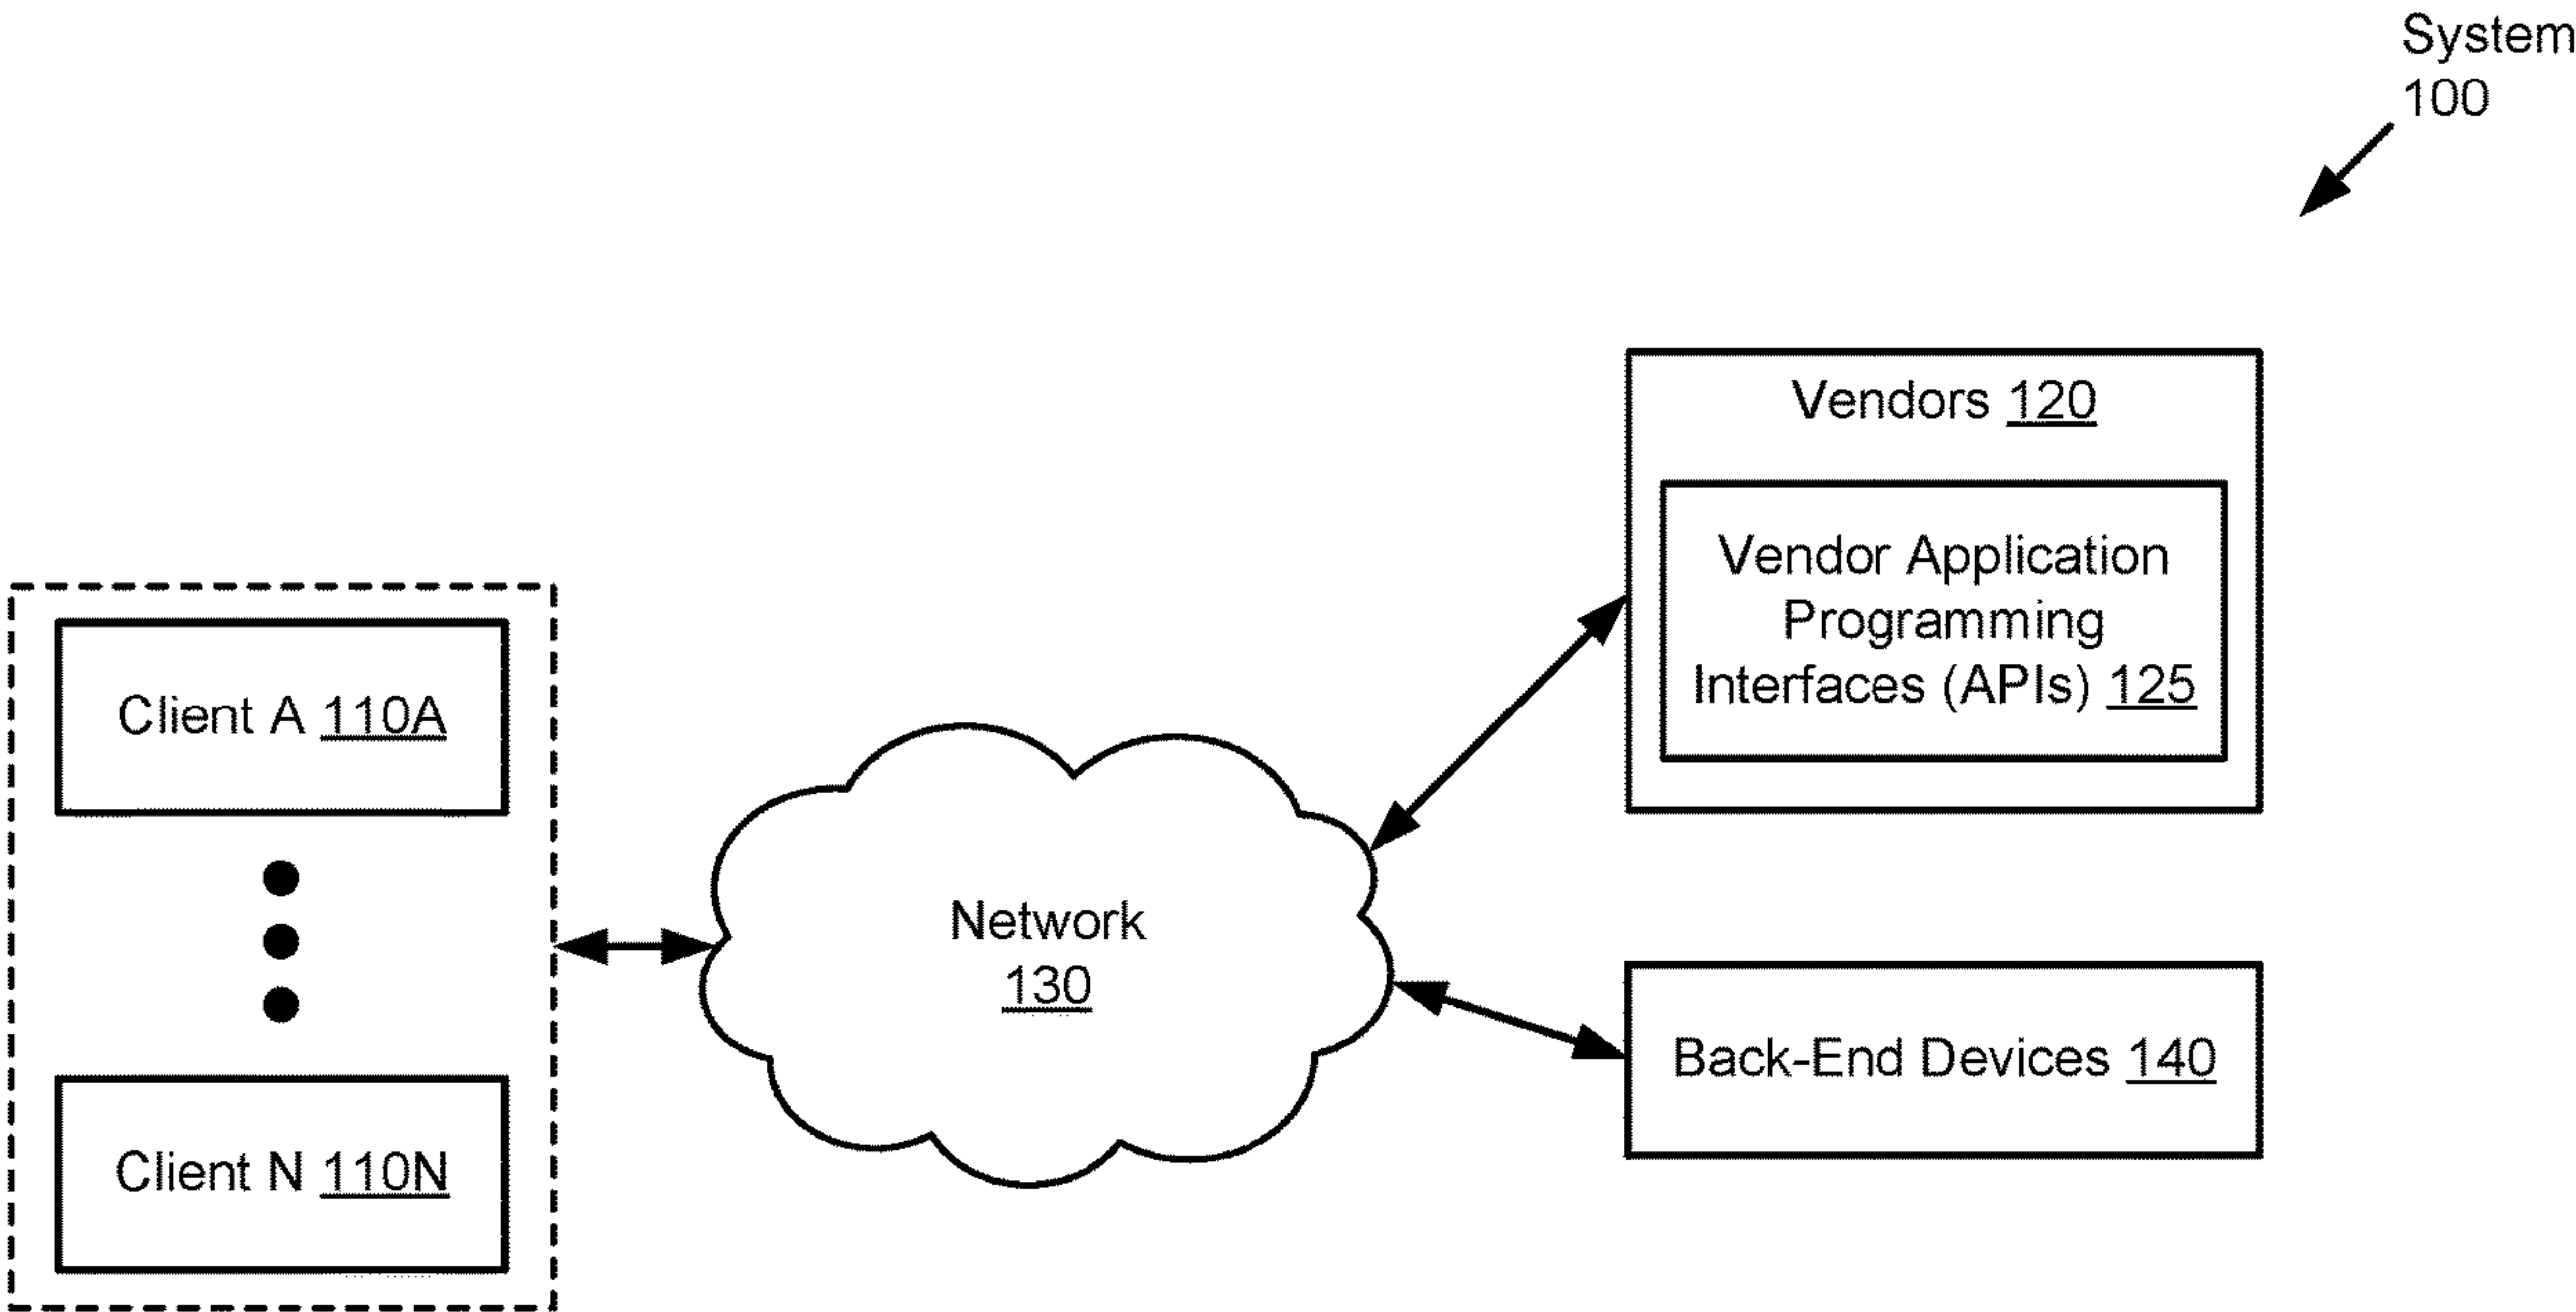 System
100
Vendors 120
Vendor Application
Programming
Interfaces (APIs) 125
Client A 110A
Network
130
Back-End Devices 140
Client N 110N